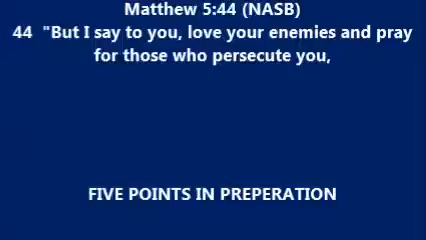 Matthew 5:44 (NASB)
44 "But I say to you, love your enemies and pray
for those who persecute you,
FIVE POINTS IN PREPERATION